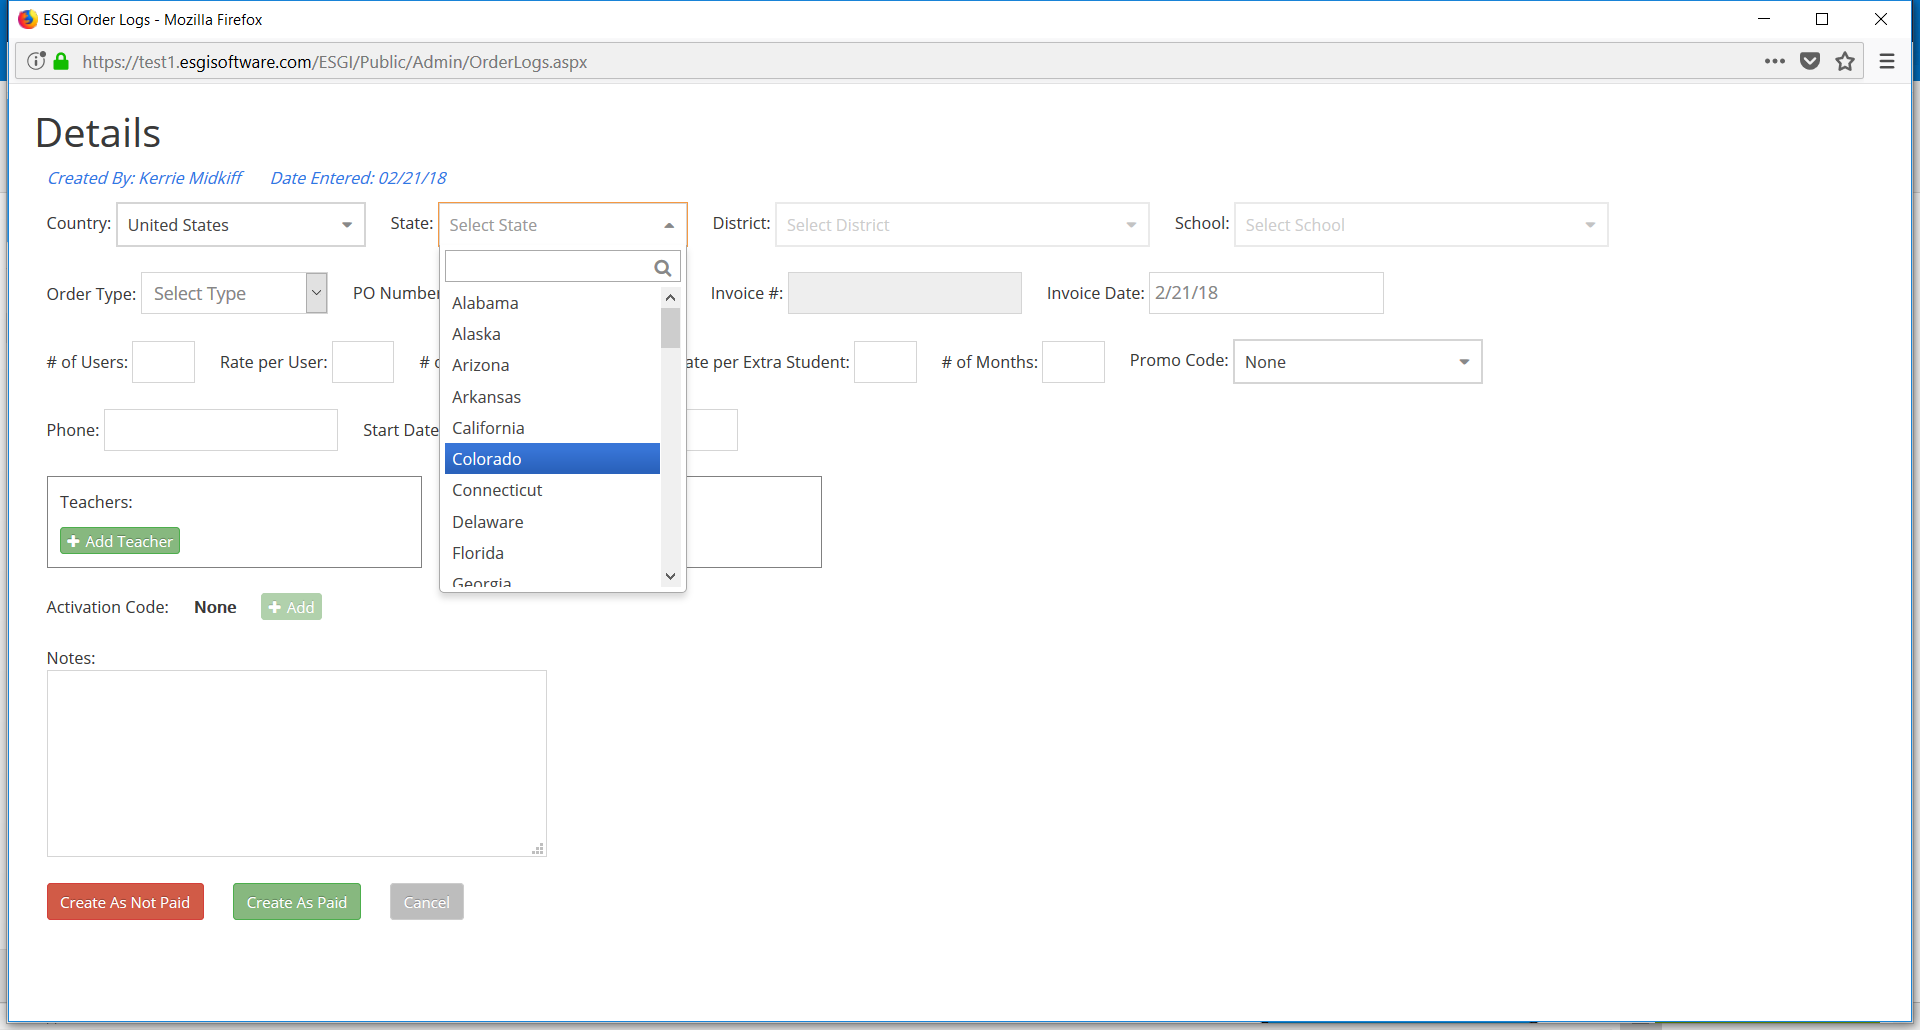 ESGI Order Logs - Mozilla Firefox
https://test1.esgisoftware.com/ESGI/Public/Admin/OrderLogs.aspx
Details
Created By: Kerrie Midkiff Date Entered: 02/21/18
Country: United States State: Select State District: Select District School: Select School
Order Type: Select Type PO Number Invoice #: Invoice Date: 2/21/18
# of Users: Rate per User: # ate per Extra Student: # of Months: Promo Code: None
Phone: Start Date
Alabama
Alaska
Arizona
Arkansas
California
Colorado
Connecticut
Delaware
Florida
Georgia
Teachers:
Add Teacher
Activation Code: None Add
Notes:
Create As Not Paid Create As Paid Cancel